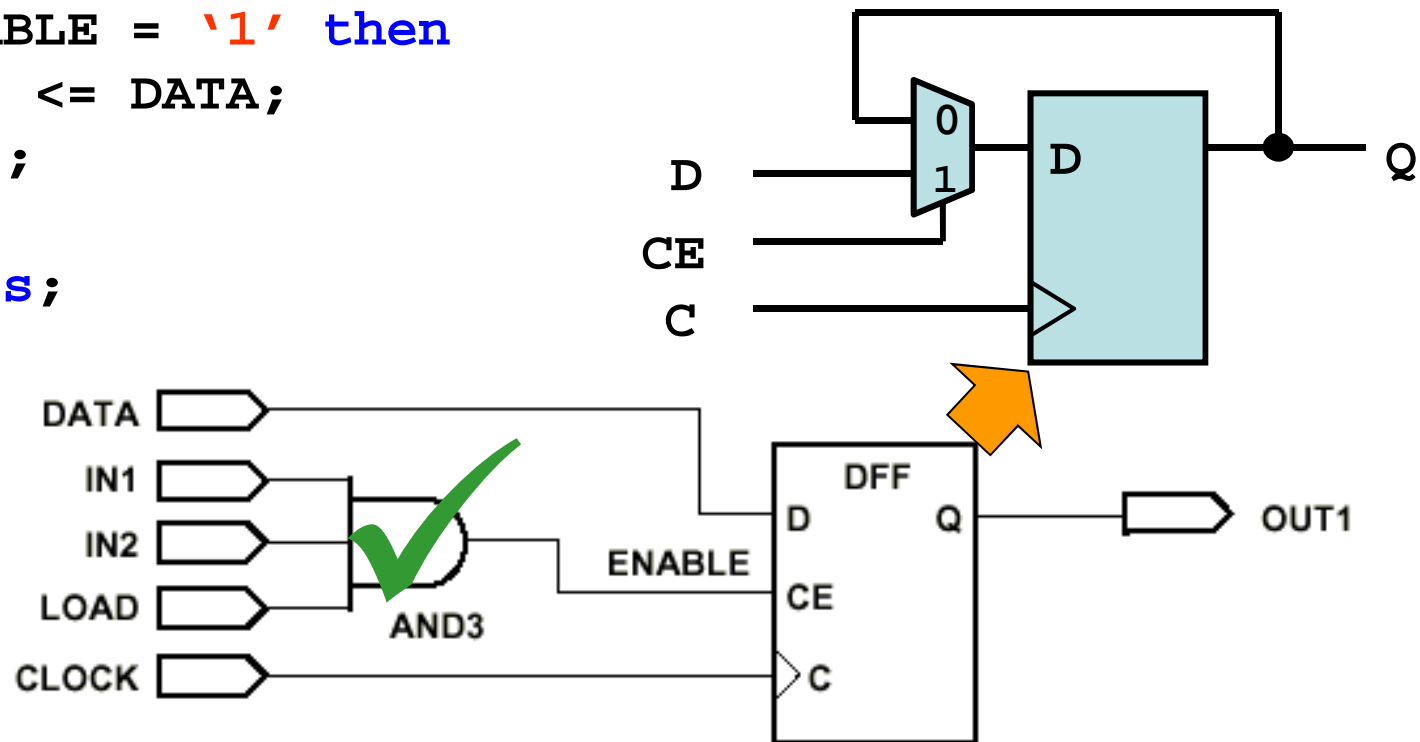 BLE = ‘1’ then
<= DATA;
;
s;
0
1
D
D
Q
CE
C
DATA
IN1
IN2
LOAD
CLOCK
AND3
ENABLE
DFF
D
Q
CE
C
OUT1